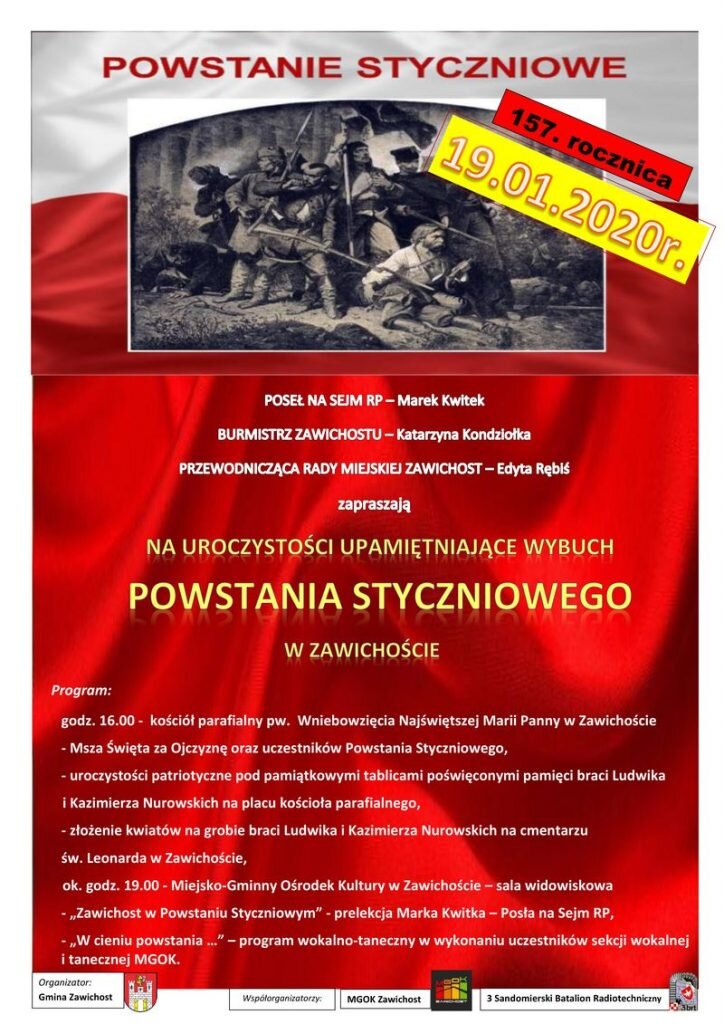 POWSTANIE STYCZNIOWE
157. rocznica
19.01.2020r.
POSEŁ NA SEJM RP – Marek Kwitek
BURMISTRZ ZAWICHOSTU – Katarzyna Kondziołka
PRZEWODNICZĄCA RADY MIEJSKIEJ ZAWICHOST – Edyta Rębiś
zapraszają
NA UROCZYSTOŚCI UPAMIĘTNIAJĄCE WYBUCH
POWSTANIA STYCZNIOWEGO
W ZAWICHOŚCIE
Program:
godz. 16.00 - kościół parafialny pw. Wniebowzięcia Najświętszej Marii Panny w Zawichoście
- Msza Święta za Ojczyznę oraz uczestników Powstania Styczniowego,
- uroczystości patriotyczne pod pamiątkowymi tablicami poświęconymi pamięci braci Ludwika
i Kazimierza Nurowskich na placu kościoła parafialnego,
- złożenie kwiatów na grobie braci Ludwika i Kazimierza Nurowskich na cmentarzu
św. Leonarda w Zawichoście,
ok. godz. 19.00 - Miejsko-Gminny Ośrodek Kultury w Zawichoście – sala widowiskowa
- „Zawichost w Powstaniu Styczniowym” - prelekcja Marka Kwitka – Posła na Sejm RP,
- „W cieniu powstania …” – program wokalno-taneczny w wykonaniu uczestników sekcji wokalnej
i tanecznej MGOK.
Organizator:
Gmina Zawichost
Współorganizatorzy:
MGOK Zawichost
ZAWICHOST
3 Sandomierski Batalion Radiotechniczny
3 brt